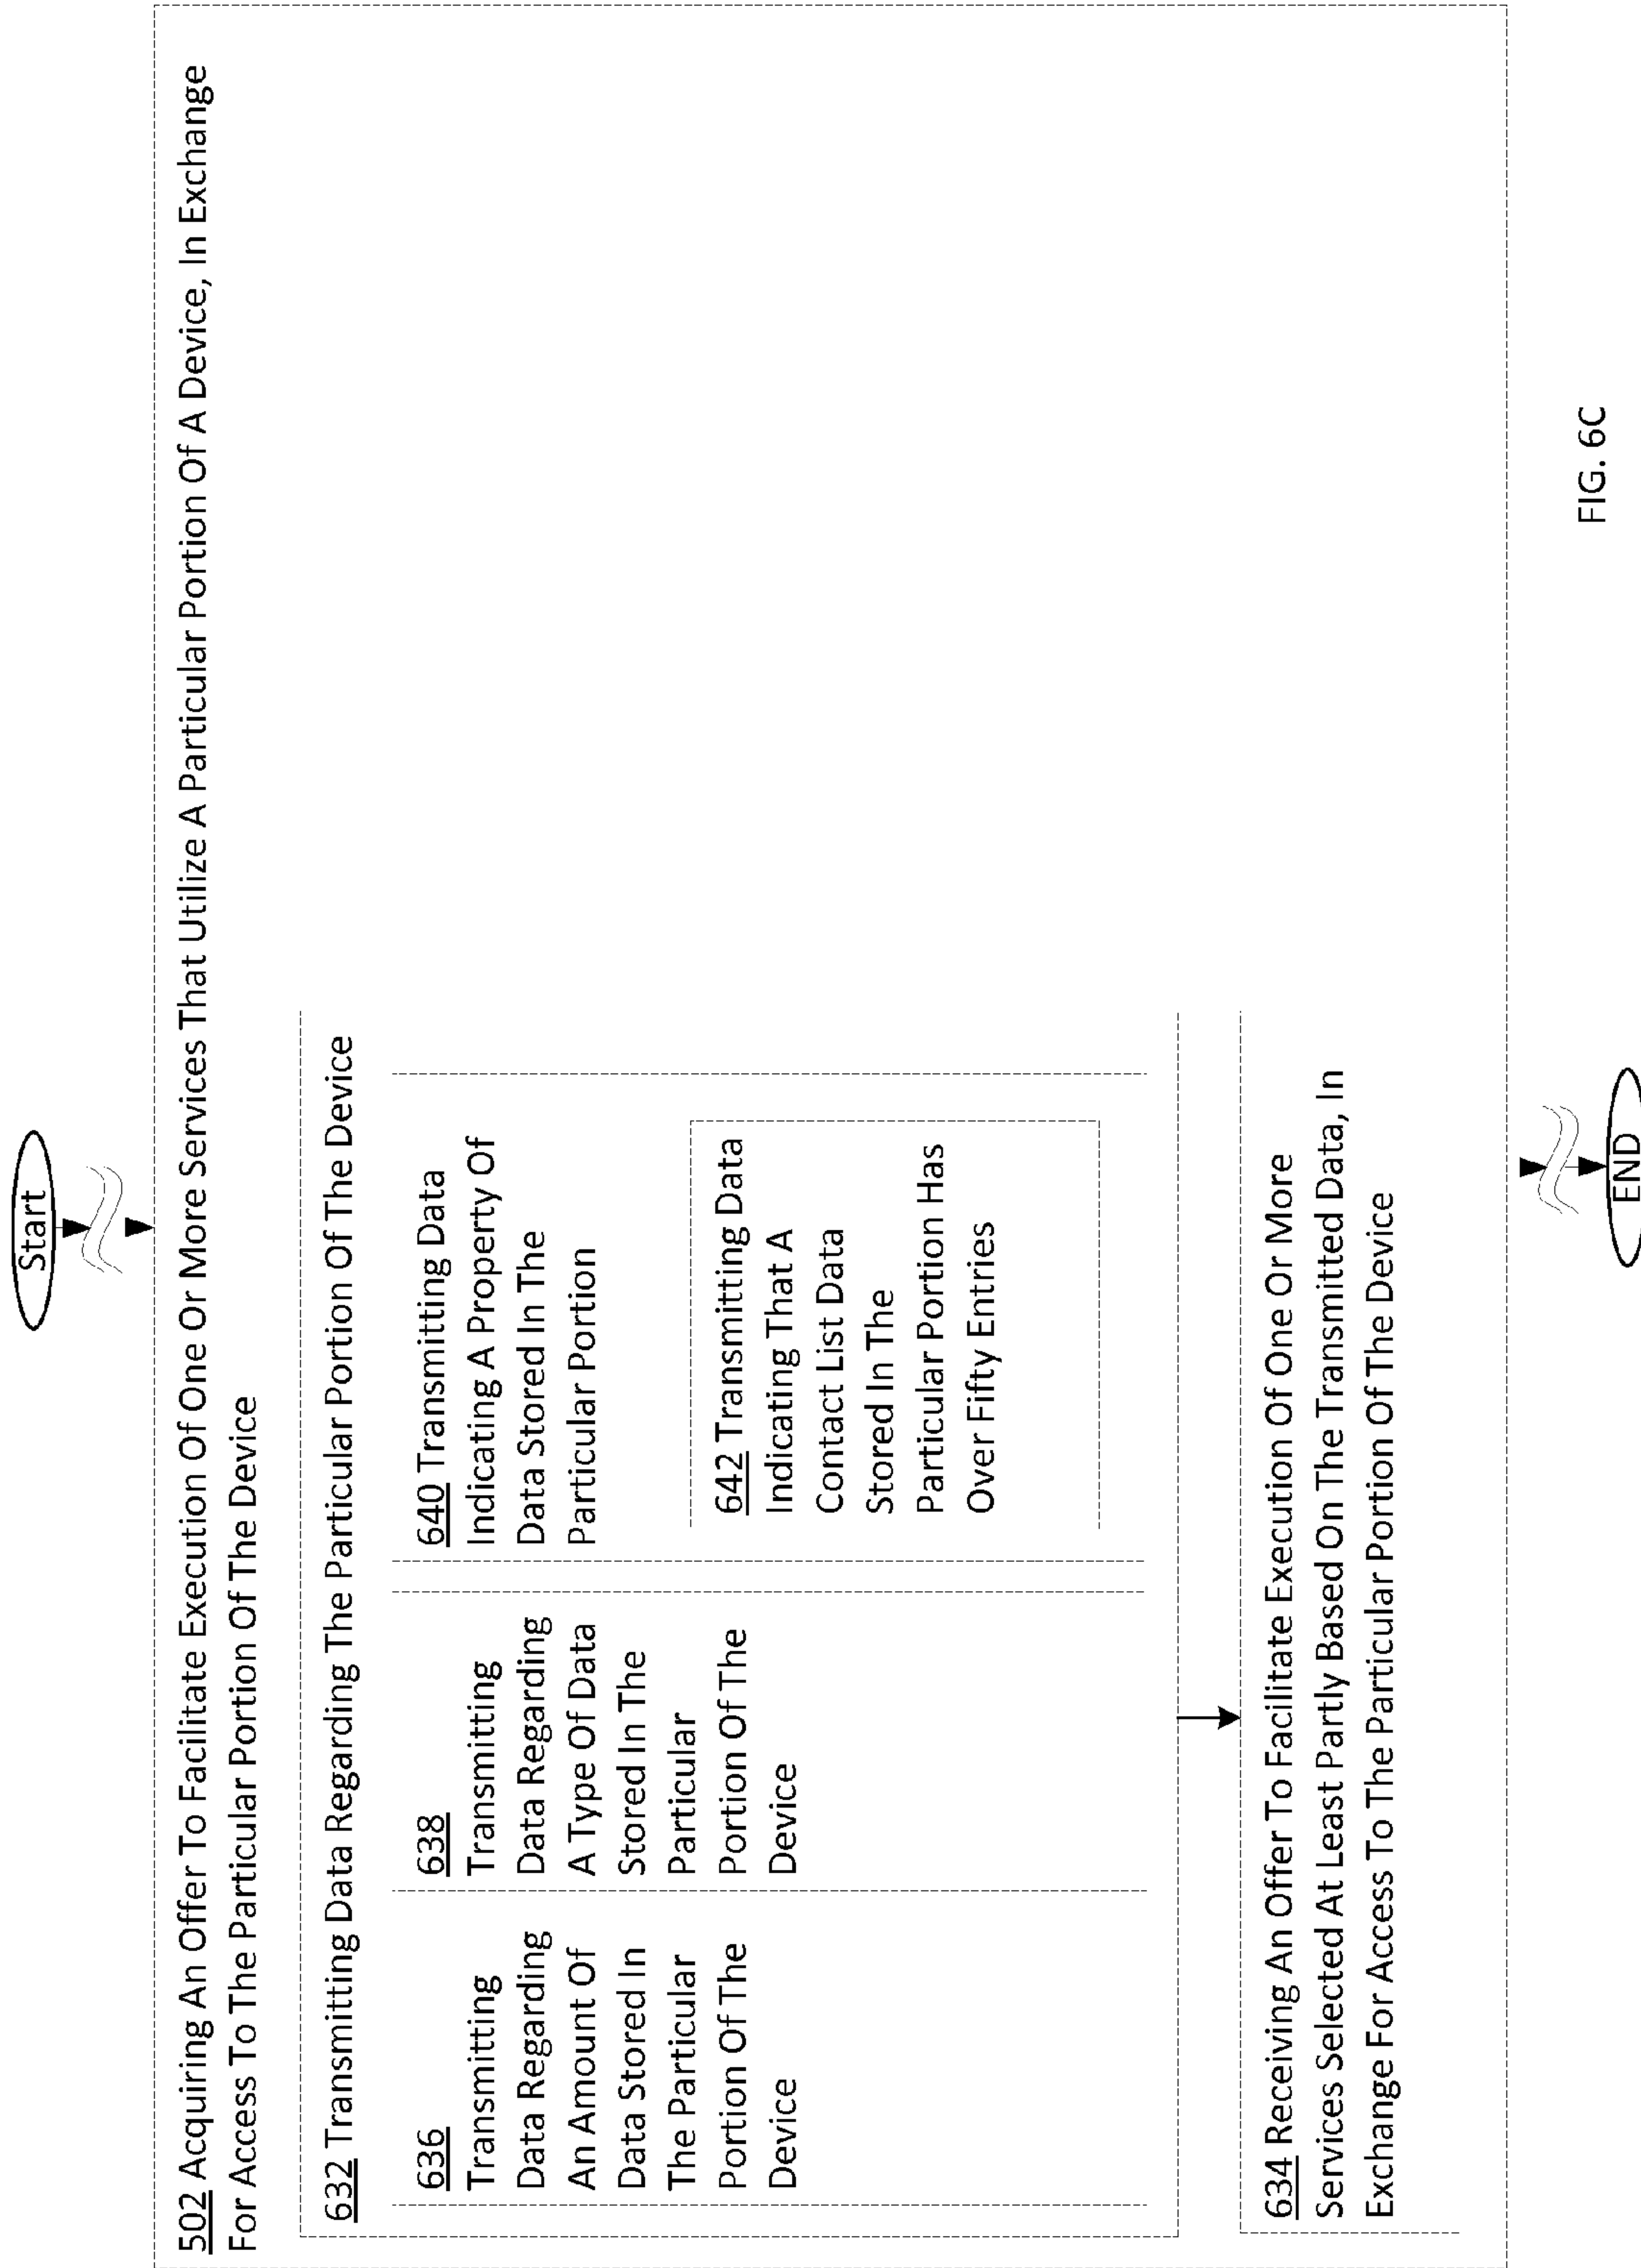 Start
502 Acquiring An Offer To Facilitate Execution Of One Or More Services That Utilize A Particular Portion Of A Device, In Exchange
For Access To The Particular Portion Of The Device
632 Transmitting Data Regarding The Particular Portion Of The Device
636
Transmitting
Data Regarding
An Amount Of
Data Stored In
The Particular
Portion Of The
Device
638
Transmitting
Data Regarding
A Type Of Data
Stored In The
Particular
Portion Of The
Device
640 Transmitting Data
Indicating A Property Of
Data Stored In The
Particular Portion
642 Transmitting Data
Indicating That A
Contact List Data
Stored In The
Particular Portion Has
Over Fifty Entries
634 Receiving An Offer To Facilitate Execution Of One Or More
Services Selected At Least Partly Based On The Transmitted Data, In
Exchange For Access To The Particular Portion Of The Device
END
FIG. 6C